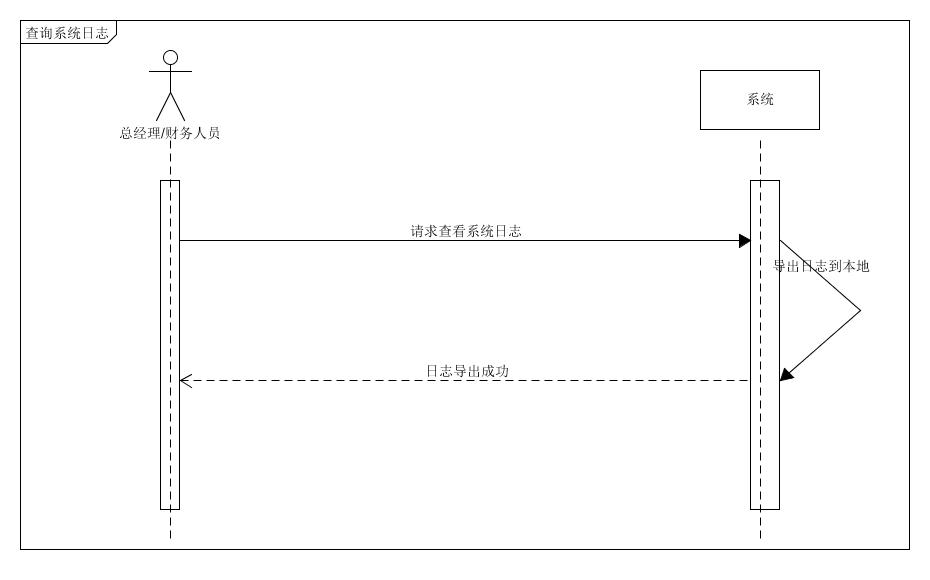 查询系统日志
系统
总经理/财务人员
请求查看系统日志
导出日志到本地
日志导出成功